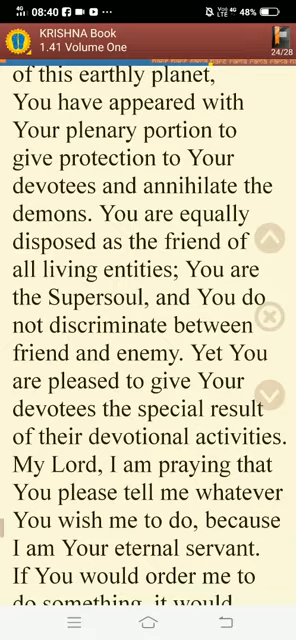 08:40
4G
48%
KRISHNA Book
1.41 Volume One
24/28
of this earthly planet,
You have appeared with
Your plenary portion to
give protection to Your
devotees and annihilate the
demons. You are equally
disposed as the friend of
all living entities; You are
the Supersoul, and You do
not discriminate between
friend and enemy. Yet You
are pleased to give Your
devotees the special result
of their devotional activities.
My Lord, I am praying that
You please tell me whatever
You wish me to do, because
I am Your eternal servant.
If You would order me to
do something, it would